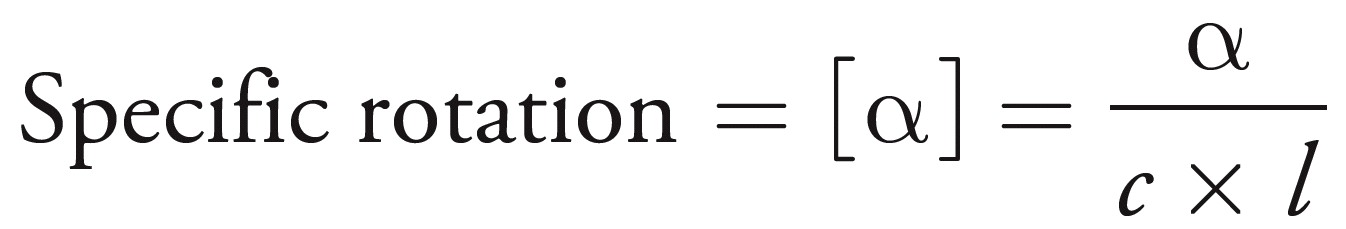 Specific rotation = [α] = α / c × l